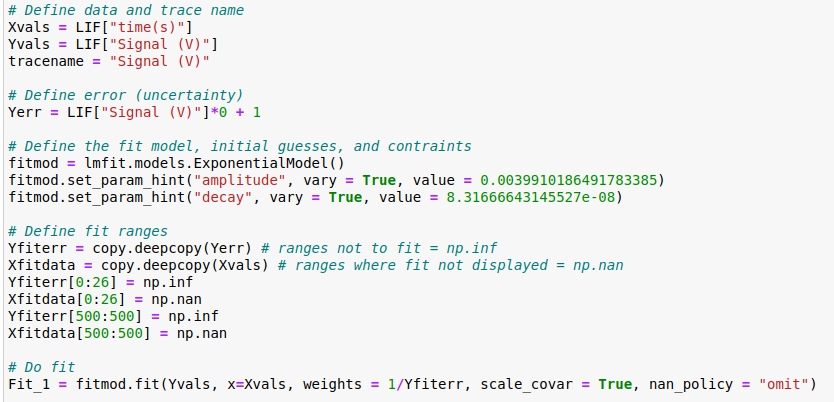 # Define data and trace name
Xvals = LIF["time(s)"]
Yvals = LIF["Signal (V)"]
tracename = "Signal (V)"
# Define error (uncertainty)
Yerr = LIF["Signal (V)"]*0 + 1
# Define the fit model, initial guesses, and contraints
fitmod = lmfit.models.ExponentialModel()
fitmod.set_param_hint("amplitude", vary = True, value = 0.0039910186491783385)
fitmod.set_param_hint("decay", vary = True, value = 8.31666643145527e-08)
# Define fit ranges
Yfiterr = copy.deepcopy(Yerr) # ranges not to fit = np.inf
Xfitdata = copy.deepcopy(Xvals) # ranges where fit not displayed = np.nan
Yfiterr[0:26] = np.inf
Xfitdata[0:26] = np.nan
Yfiterr[500:500] = np.inf
Xfitdata[500:500] = np.nan
# Do fit
Fit_1 = fitmod.fit(Yvals, x=Xvals, weights = 1/Yfiterr, scale_covar = True, nan_policy = "omit")